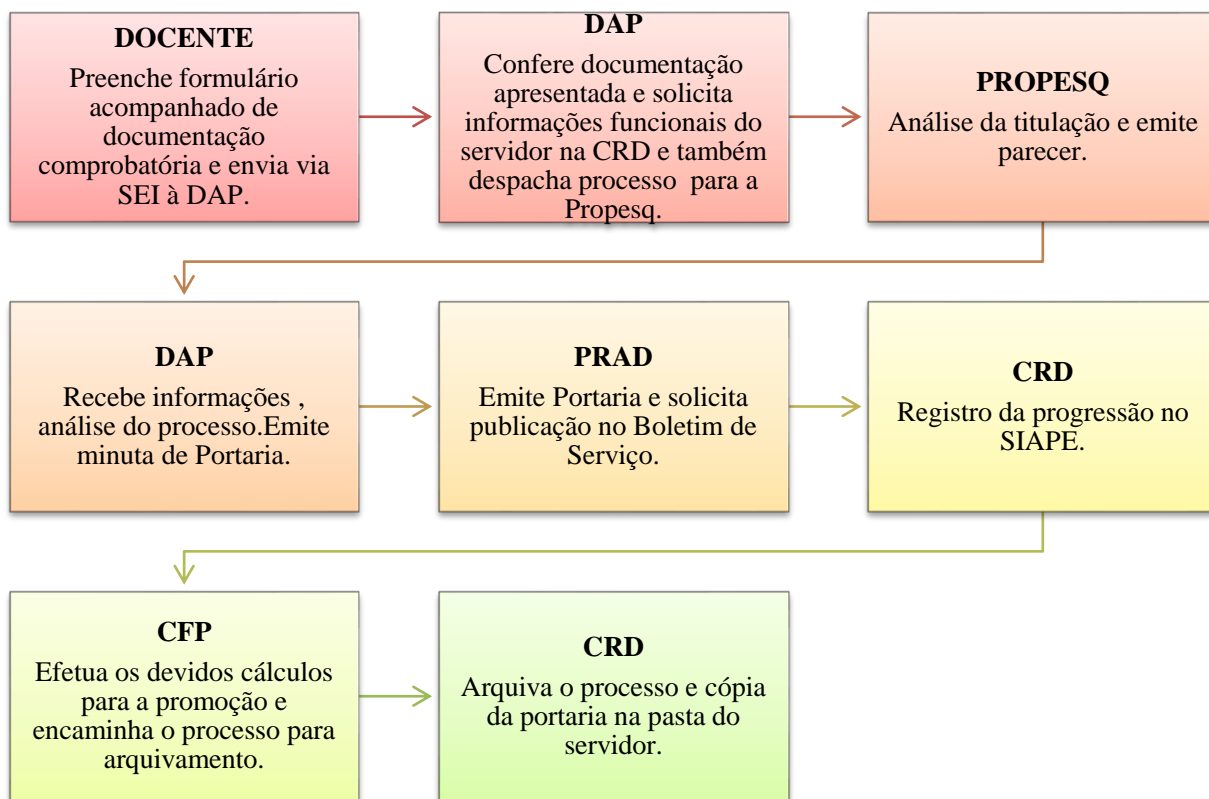 DOCENTE
Preenche formulário
acompanhado de
documentação
comprobatória e envia via
SEI à DAP.
DAP
Confere documentação
apresentada e solicita
informações funcionais do
servidor na CRD e também
despacha processo para a
Propesq.
PROPESQ
Análise da titulação e emite
parecer.
DAP
Recebe informações ,
análise do processo.Emite
minuta de Portaria.
PRAD
Emite Portaria e solicita
publicação no Boletim de
Serviço.
CRD
Registro da progressão no
SIAPE.
CFP
Efetua os devidos cálculos
para a promoção e
encaminha o processo para
arquivamento.
CRD
Arquiva o processo e cópia
da portaria na pasta do
servidor.